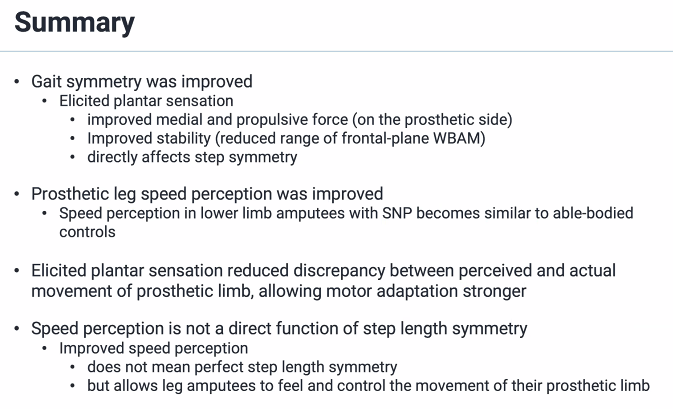 Summary
• Gait symmetry was improved
• Elicited plantar sensation
• improved medial and propulsive force (on the prosthetic side)
• Improved stability (reduced range of frontal-plane WBAM)
• directly affects step symmetry
• Prosthetic leg speed perception was improved
• Speed perception in lower limb amputees with SNP becomes similar to able-bodied
controls
• Elicited plantar sensation reduced discrepancy between perceived and actual
movement of prosthetic limb, allowing motor adaptation stronger
• Speed perception is not a direct function of step length symmetry
• Improved speed perception
• does not mean perfect step length symmetry
• but allows leg amputees to feel and control the movement of their prosthetic limb